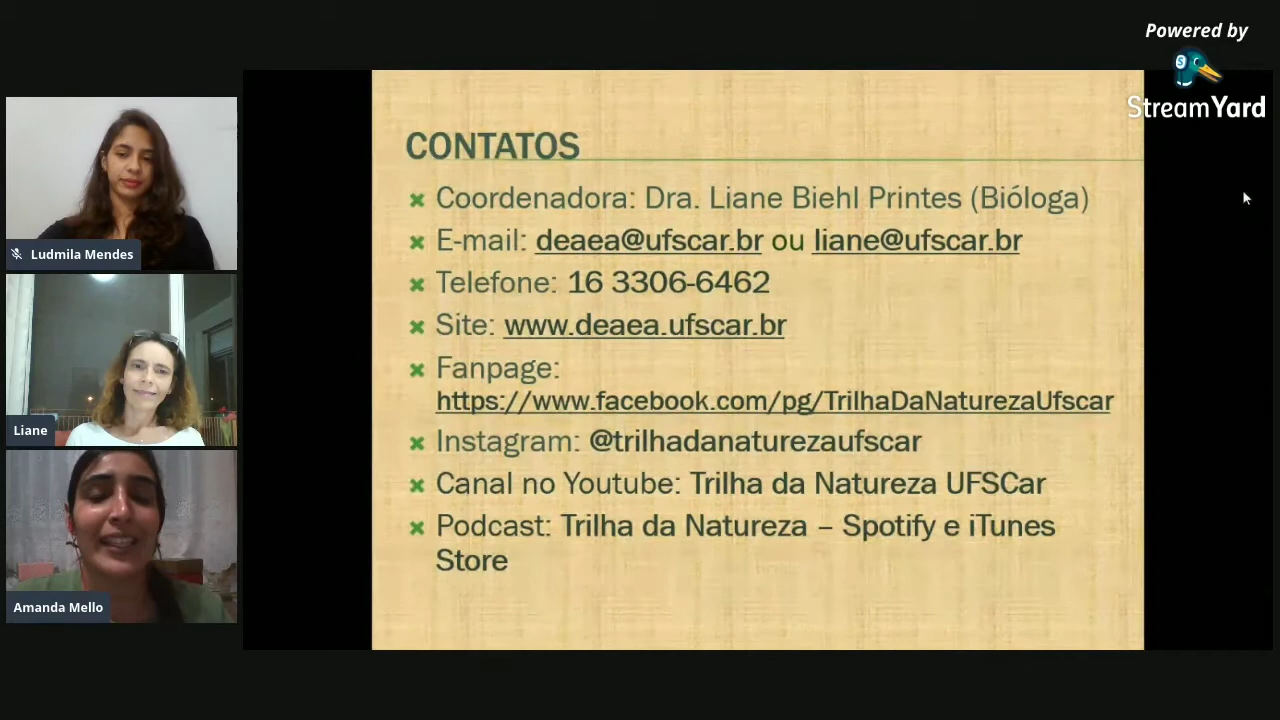 Powered by
StreamYard
CONTATOS
Coordenadora: Dra. Liane Biehl Printes (Bióloga)
E-mail: deaea@ufscar.br ou liane@ufscar.br
Telefone: 16 3306-6462
Site: www.deaea.ufscar.br
Fanpage:
https://www.facebook.com/pg/TrilhaDaNaturezaUfscar
Instagram: @trilhadanaturezaufscar
Canal no Youtube: Trilha da Natureza UFSCar
Podcast: Trilha da Natureza – Spotify e iTunes
Store
Ludmila Mendes
Liane
Amanda Mello